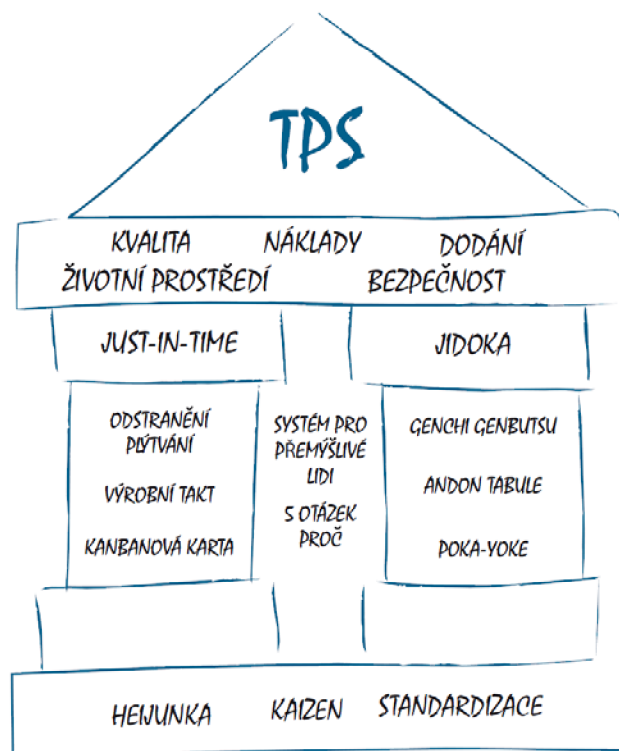 TPS
KVALITA NÁKLADY DODÁNÍ
ŽIVOTNÍ PROSTŘEDÍ BEZPEČNOST
JUST-IN-TIME
JIDOKA
ODSTRANĚNÍ
PLÝTVÁNÍ
VÝROBNÍ TAKT
KANBANOVÁ KARTA
SYSTÉM PRO
PŘEMÝŠLIVÉ
LIDI
5 OTÁZEK
PROČ
GENCHI GENBUTSU
ANDON TABULE
POKA-YOKE
HEIJUNKA KAIZEN STANDARDIZACE